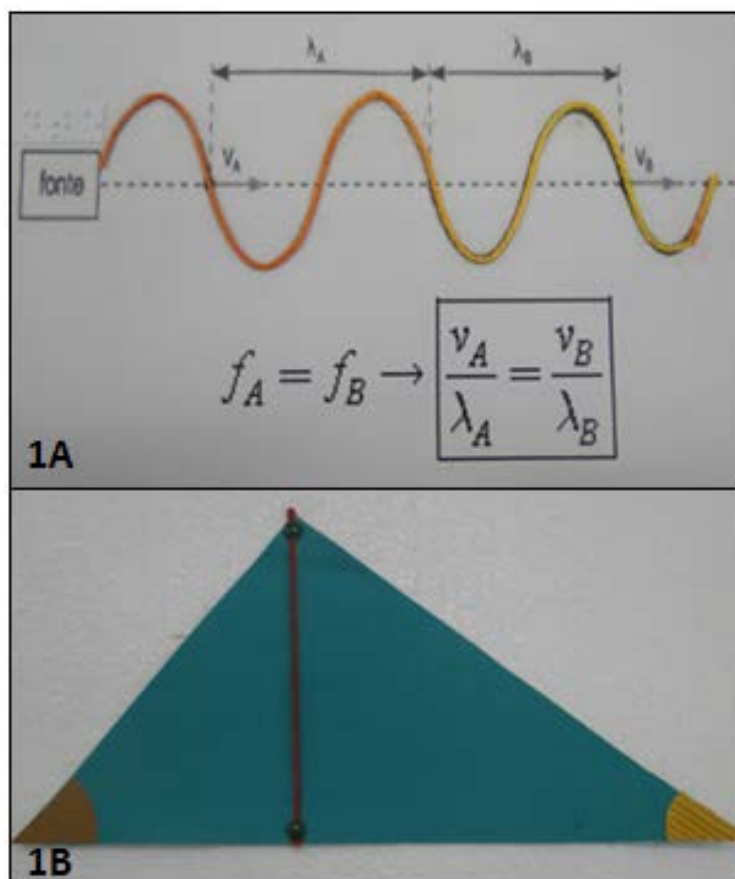 λA λB
VA VB
fonte
fA = fB → vA/λA = vB/λB
1A
1B